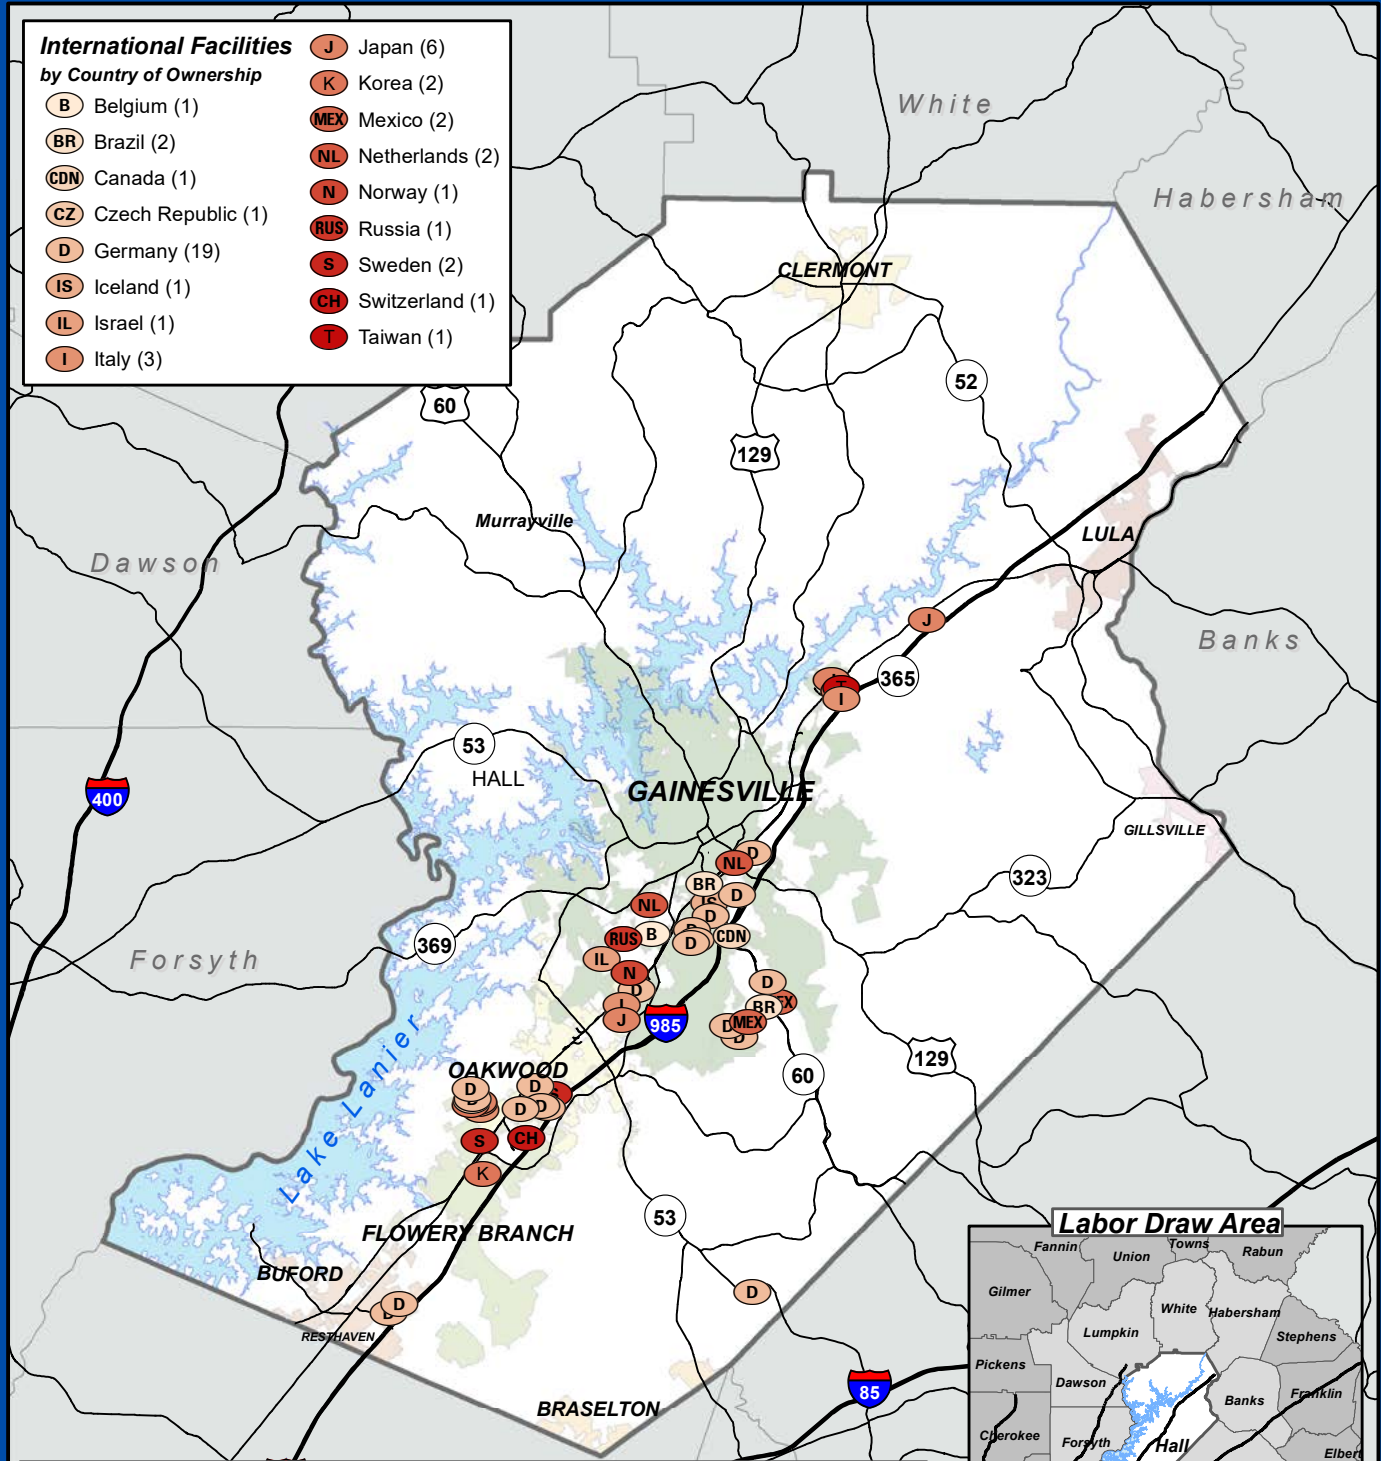 International Facilities
by Country of Ownership
B Belgium (1)
BR Brazil (2)
CDN Canada (1)
CZ Czech Republic (1)
D Germany (19)
IS Iceland (1)
IL Israel (1)
I Italy (3)
J Japan (6)
K Korea (2)
MEX Mexico (2)
NL Netherlands (2)
N Norway (1)
RUS Russia (1)
S Sweden (2)
CH Switzerland (1)
T Taiwan (1)
White
Habersham
CLERMONT
52
60
129
Murrayville
LULA
Dawson
J
Banks
365
T
I
53
HALL
400
GAINESVILLE
GILLSVILLE
D
NL
BR
D
IS
323
NL
D
B
RUS
D
CDN
369
Forsyth
IL
N
D
D
BR
MEX
J
985
D
MEX
D
129
OAKWOOD
60
D
D
D
D
S
CH
K
Lake Lanier
53
Labor Draw Area
FLOWERY BRANCH
BUFORD
D
D
D
RESTHAVEN
85
BRASELTON
Fannin
Union
Towns
Rabun
Gilmer
White
Habersham
Lumpkin
Stephens
Pickens
Dawson
Banks
Franklin
Cherokee
Forsyth
Hall
Elbert